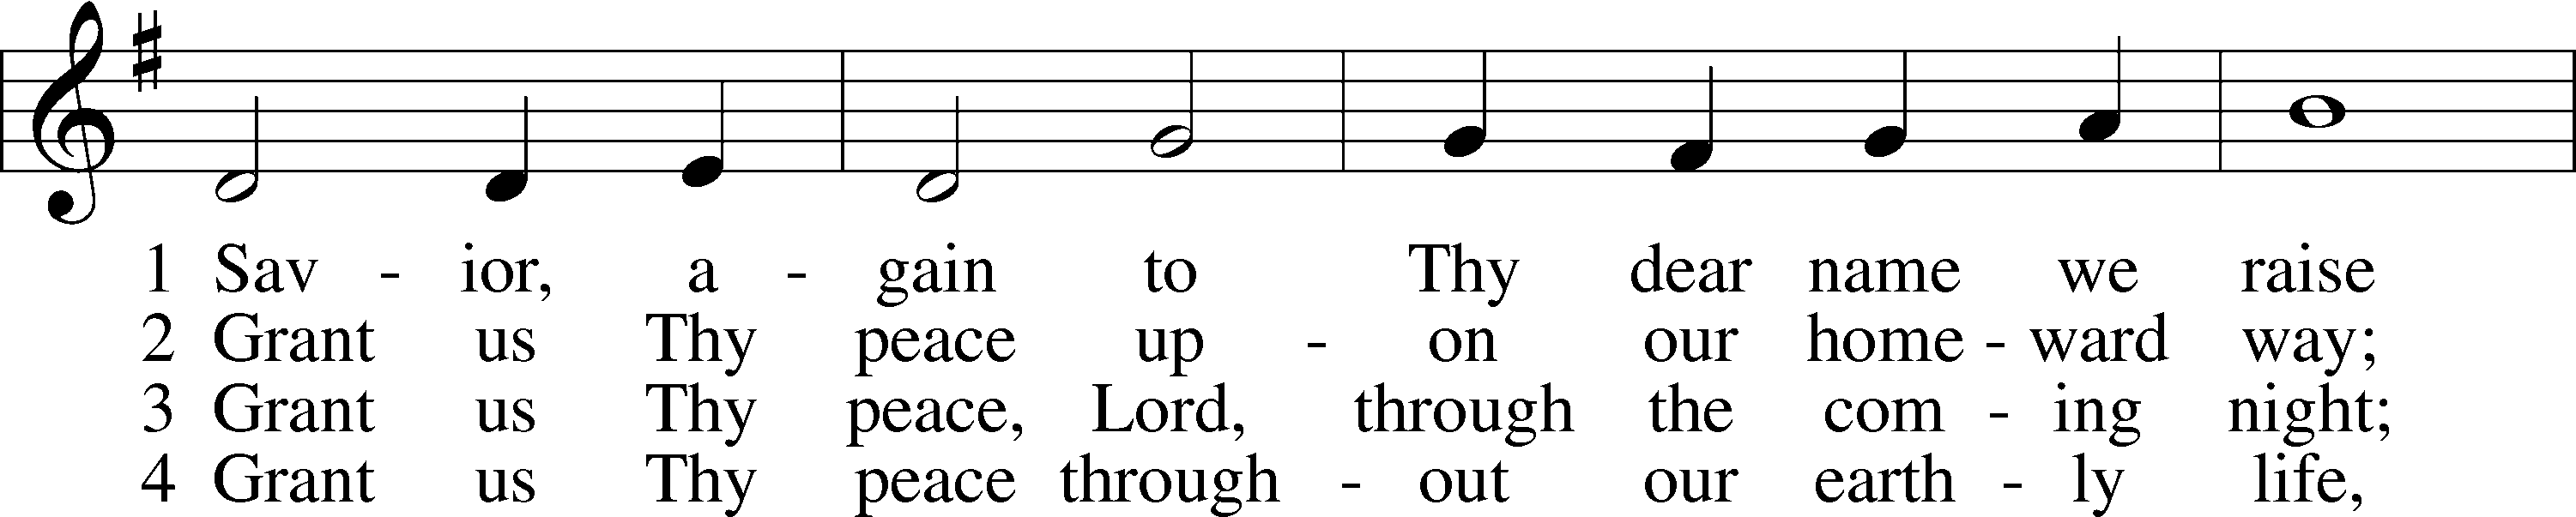 1 Sav - ior, a - gain to Thy dear name we raise
2 Grant us Thy peace up - on our home - ward way;
3 Grant us Thy peace, Lord, through the com - ing night;
4 Grant us Thy peace through - out our earth - ly life,